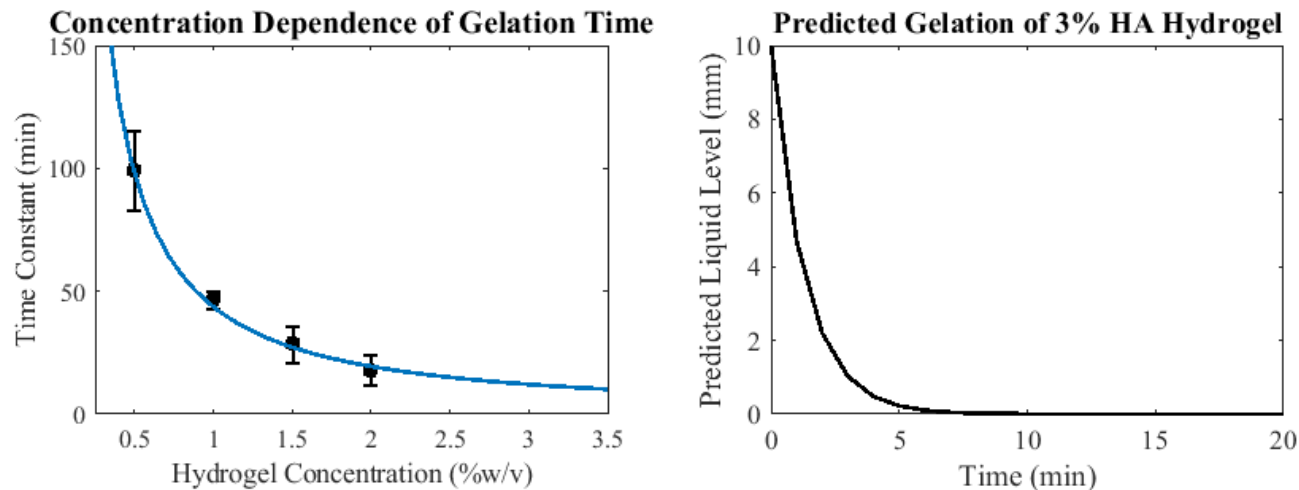 Concentration Dependence of Gelation Time
150
100
50
0
0.5 1 1.5 2 2.5 3 3.5
Time Constant (min)
Hydrogel Concentration (%w/v)
Predicted Gelation of 3% HA Hydrogel
10
8
6
4
2
0
0 5 10 15 20
Predicted Liquid Level (mm)
Time (min)